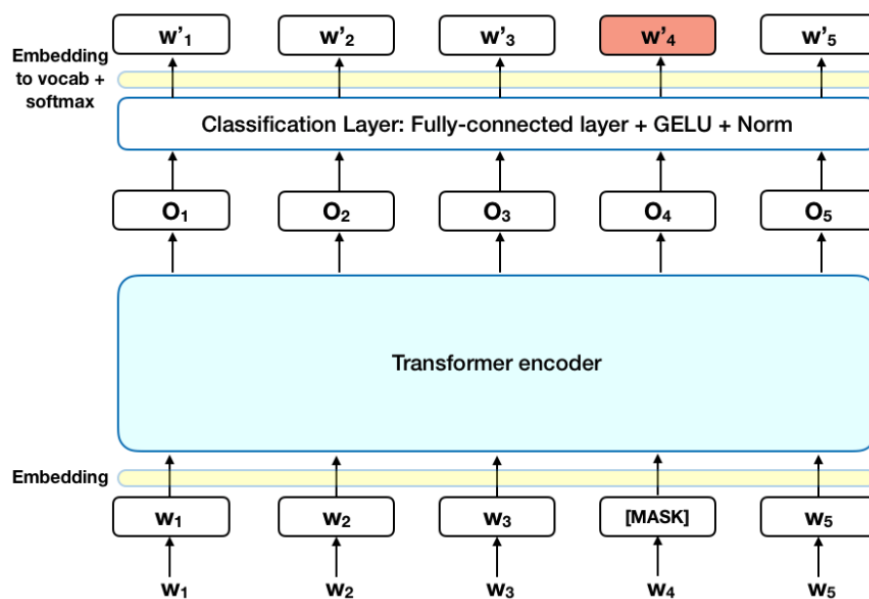 w'₁ w'₂ w'₃ w'₄ w'₅
Embedding
to vocab +
softmax
Classification Layer: Fully-connected layer + GELU + Norm
O₁ O₂ O₃ O₄ O₅
Transformer encoder
Embedding
W₁ W₂ W₃ [MASK] W₅
W₁ W₂ W₃ W₄ W₅